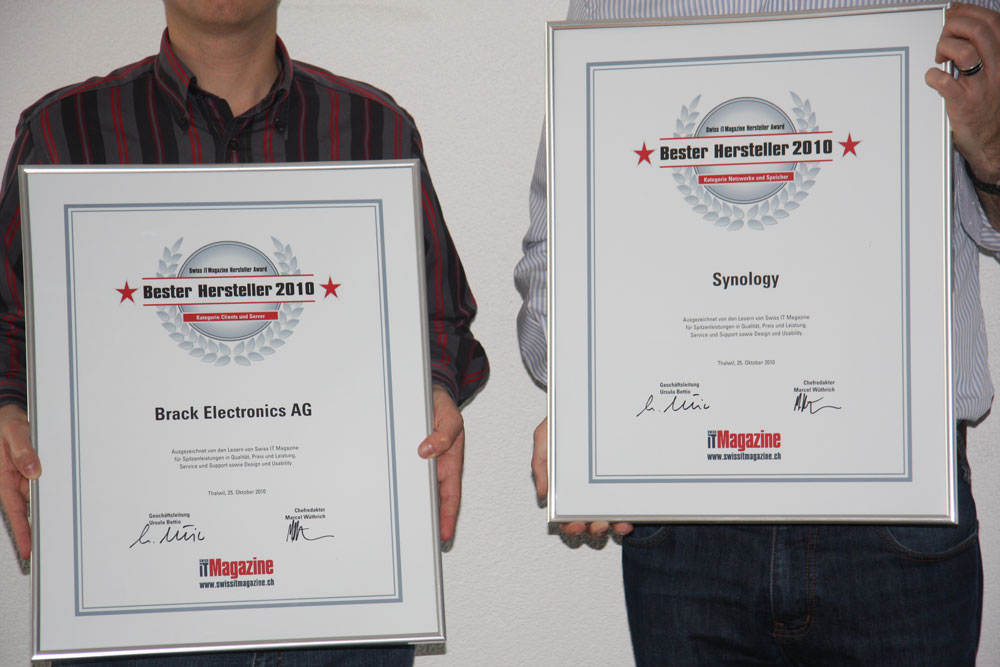 Swiss IT Magazine Hersteller Award
Bester Hersteller 2010
Kategorie Clients und Server
Brack Electronics AG
Ausgezeichnet von den Lesern von Swiss IT Magazine
für Spitzenleistungen in Qualität, Preis und Leistung,
Service und Support sowie Design und Usability
Thalwil, 25. Oktober 2010
Geschäftsleitung
Ursula Bettio
Chefredaktor
Marcel Wüthrich
SWISS
iT Magazine
www.swissitmagazine.ch
Swiss IT Magazine Hersteller Award
Bester Hersteller 2010
Kategorie Netzwerke und Speicher
Synology
Ausgezeichnet von den Lesern von Swiss IT Magazine
für Spitzenleistungen in Qualität, Preis und Leistung,
Service und Support sowie Design und Usability
Thalwil, 25. Oktober 2010
Geschäftsleitung
Ursula Bettio
Chefredaktor
Marcel Wüthrich
SWISS
iT Magazine
www.swissitmagazine.ch